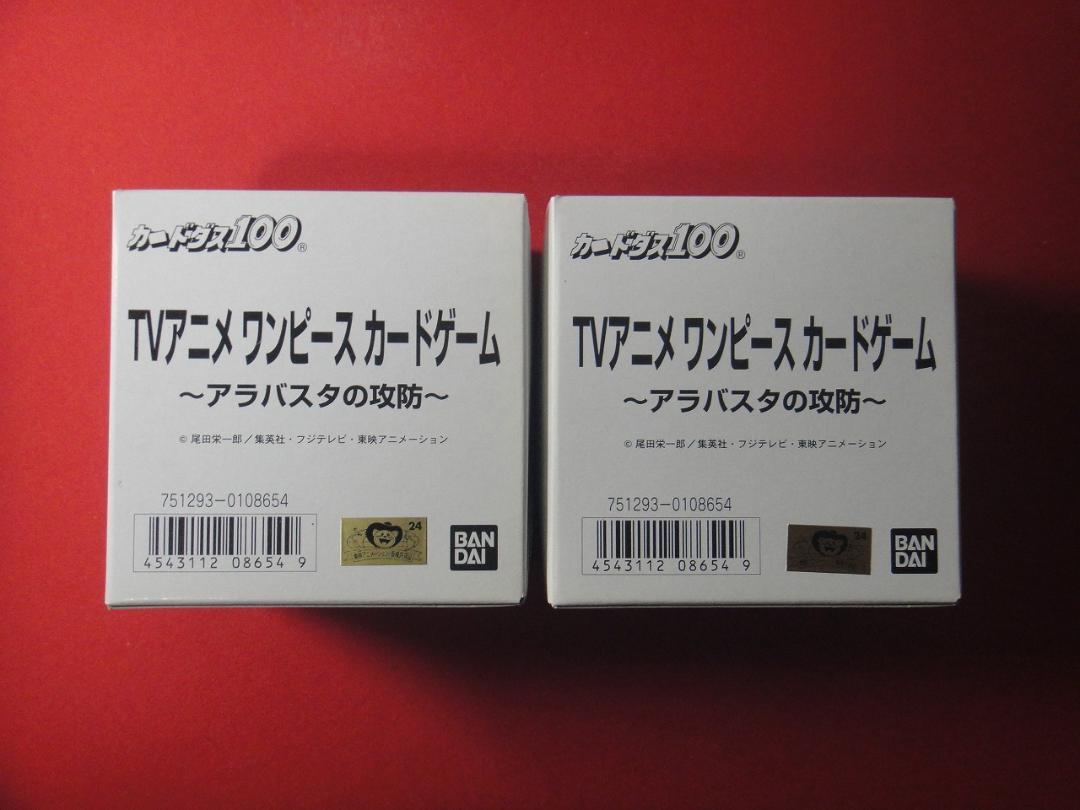 カードダス100®
TVアニメ ワンピース カードゲーム
～アラバスタの攻防～
© 尾田栄一郎／集英社・フジテレビ・東映アニメーション
751293-0108654
4543112 08654 9
24
BAN
DAI
カードダス100®
TVアニメ ワンピース カードゲーム
～アラバスタの攻防～
© 尾田栄一郎／集英社・フジテレビ・東映アニメーション
751293-0108654
4543112 08654 9
24
BAN
DAI